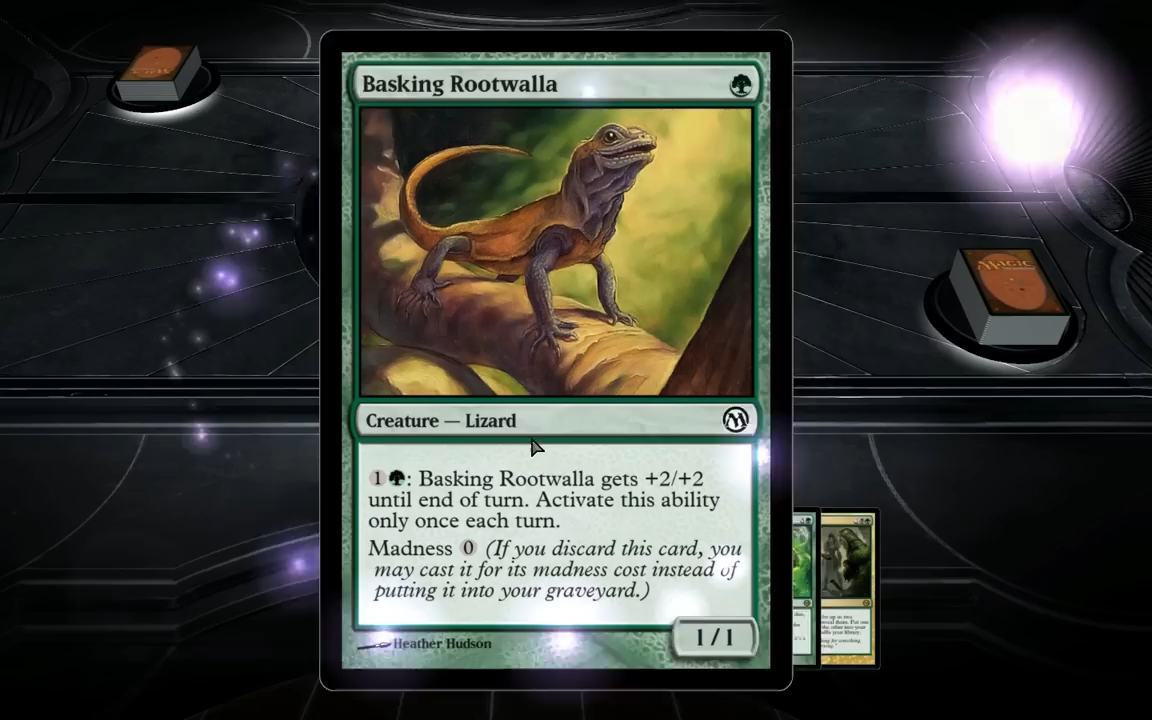 Basking Rootwalla
MAGIC
Creature — Lizard
1 : Basking Rootwalla gets +2/+2
until end of turn. Activate this ability
only once each turn.
Madness 0 (If you discard this card, you
may cast it for its madness cost instead of
putting it into your graveyard.)
Heather Hudson
1/1